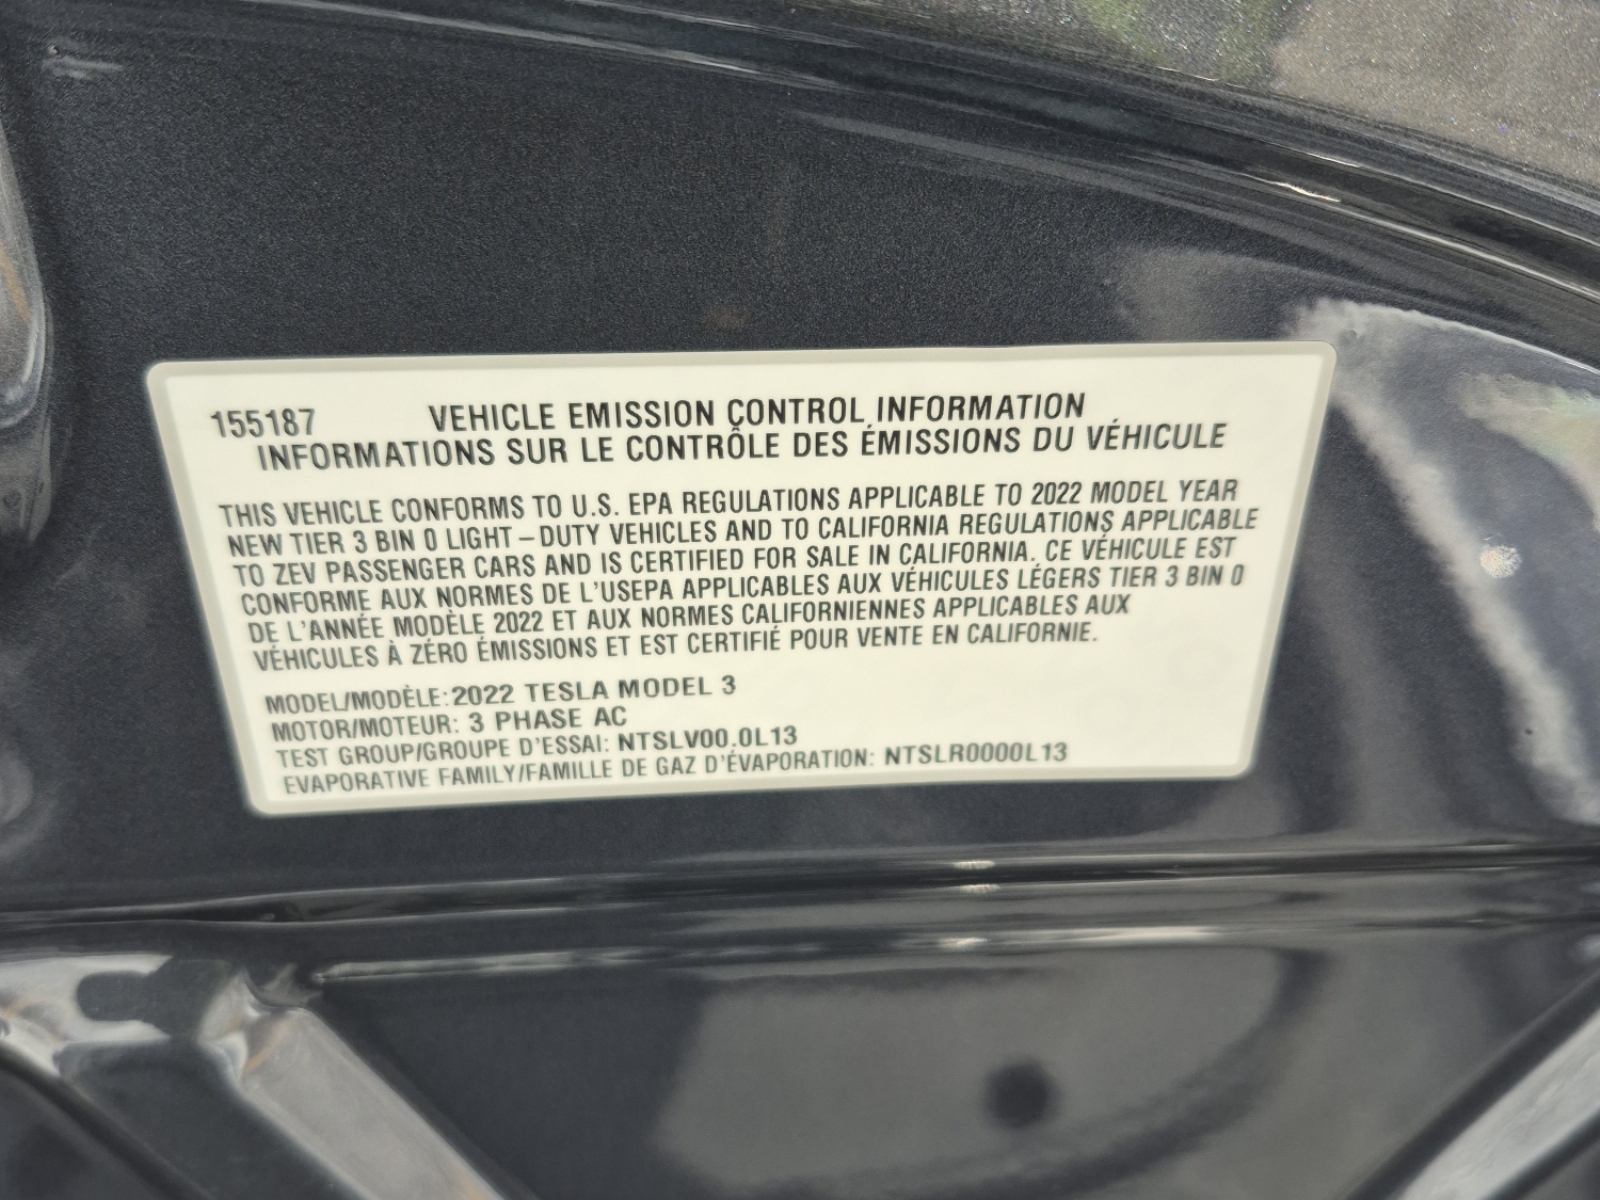 155187 VEHICLE EMISSION CONTROL INFORMATION
INFORMATIONS SUR LE CONTRÔLE DES ÉMISSIONS DU VÉHICULE
THIS VEHICLE CONFORMS TO U.S. EPA REGULATIONS APPLICABLE TO 2022 MODEL YEAR
NEW TIER 3 BIN 0 LIGHT – DUTY VEHICLES AND TO CALIFORNIA REGULATIONS APPLICABLE
TO ZEV PASSENGER CARS AND IS CERTIFIED FOR SALE IN CALIFORNIA. CE VÉHICULE EST
CONFORME AUX NORMES DE L'USEPA APPLICABLES AUX VÉHICULES LÉGERS TIER 3 BIN 0
DE L'ANNÉE MODÈLE 2022 ET AUX NORMES CALIFORNIENNES APPLICABLES AUX
VÉHICULES À ZÉRO ÉMISSIONS ET EST CERTIFIÉ POUR VENTE EN CALIFORNIE.
MODEL/MODÈLE: 2022 TESLA MODEL 3
MOTOR/MOTEUR: 3 PHASE AC
TEST GROUP/GROUPE D'ESSAI: NTSLV00.0L13
EVAPORATIVE FAMILY/FAMILLE DE GAZ D'ÉVAPORATION: NTSLR0000L13